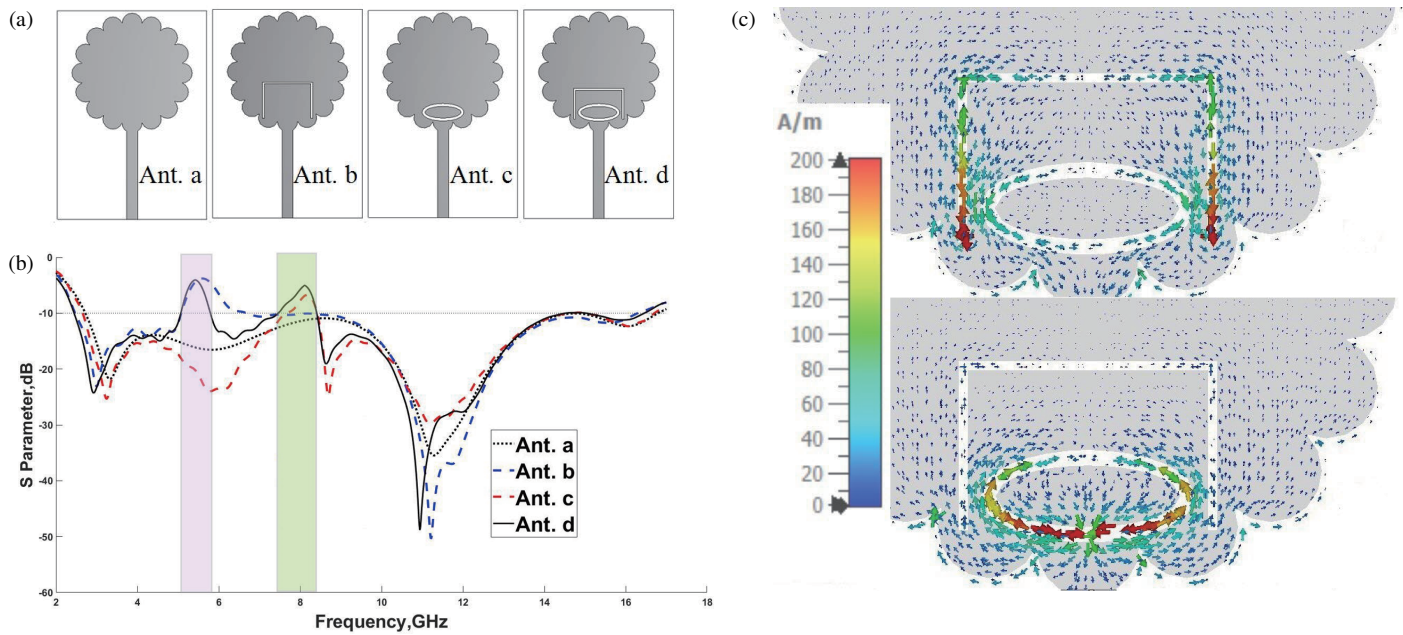 (a)
Ant. a
Ant. b
Ant. c
Ant. d
(b)
0
-10
-20
-30
-40
-50
-60
S Parameter,dB
2
4
6
8
10
12
14
16
18
Frequency,GHz
Ant. a
Ant. b
Ant. c
Ant. d
(c)
A/m
200
180
160
140
120
100
80
60
40
20
0